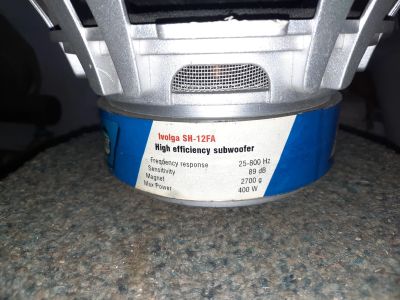 Ivolga SH-12FA
High efficiency subwoofer
Frequency response 25-800 Hz
Sensitivity 89 dB
Magnet 2700 g
Max Power 400 W